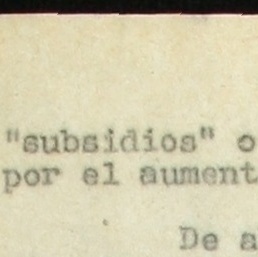 "subsidios" o
por el aument
De a